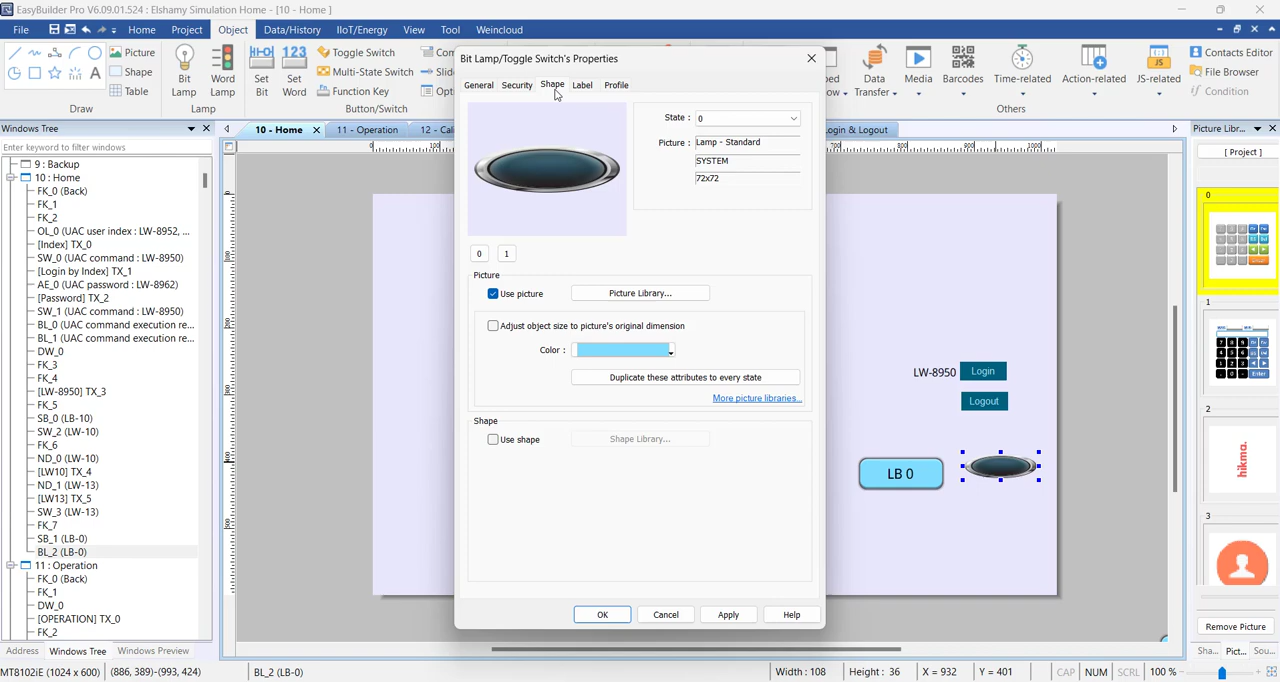 EasyBuilder Pro V6.09.01.524 : Elshamy Simulation Home - [10 - Home ]
File Home Project Object Data/History IIoT/Energy View Tool Weincloud
Picture
Shape
Table
Draw
Bit Lamp
Word Lamp
Lamp
Set Bit
Set Word
Toggle Switch
Multi-State Switch
Function Key
Button/Switch
Data Transfer
Media
Barcodes
Time-related
Action-related
JS-related
Contacts Editor
File Browser
Condition
Others
Windows Tree
Enter keyword to filter windows
9 : Backup
10 : Home
FK_0 (Back)
FK_1
FK_2
OL_0 (UAC user index : LW-8952, ...
[Index] TX_0
SW_0 (UAC command : LW-8950)
[Login by Index] TX_1
AE_0 (UAC password : LW-8962)
[Password] TX_2
SW_1 (UAC command : LW-8950)
BL_0 (UAC command execution re...
BL_1 (UAC command execution re...
DW_0
FK_3
FK_4
[LW-8950] TX_3
FK_5
SB_0 (LB-10)
SW_2 (LW-10)
FK_6
ND_0 (LW-10)
[LW10] TX_4
ND_1 (LW-13)
[LW13] TX_5
SW_3 (LW-13)
FK_7
SB_1 (LB-0)
BL_2 (LB-0)
11 : Operation
FK_0 (Back)
FK_1
DW_0
[OPERATION] TX_0
FK_2
Address Windows Tree Windows Preview
10 - Home
11 - Operation
12 - Cali
ogin & Logout
Bit Lamp/Toggle Switch's Properties
General Security Shape Label Profile
State : 0
Picture : Lamp - Standard
SYSTEM
72x72
0 1
Picture
Use picture
Picture Library...
Adjust object size to picture's original dimension
Color :
Duplicate these attributes to every state
More picture libraries...
Shape
Use shape
Shape Library...
OK Cancel Apply Help
LW-8950 Login
Logout
LB 0
Picture Libr...
[ Project ]
0
1
2
hikma.
3
Remove Picture
Sha... Pict... Sou...
MT8102iE (1024 x 600) (886, 389)-(993, 424) BL_2 (LB-0) Width : 108 Height : 36 X = 932 Y = 401 CAP NUM SCRL 100 %